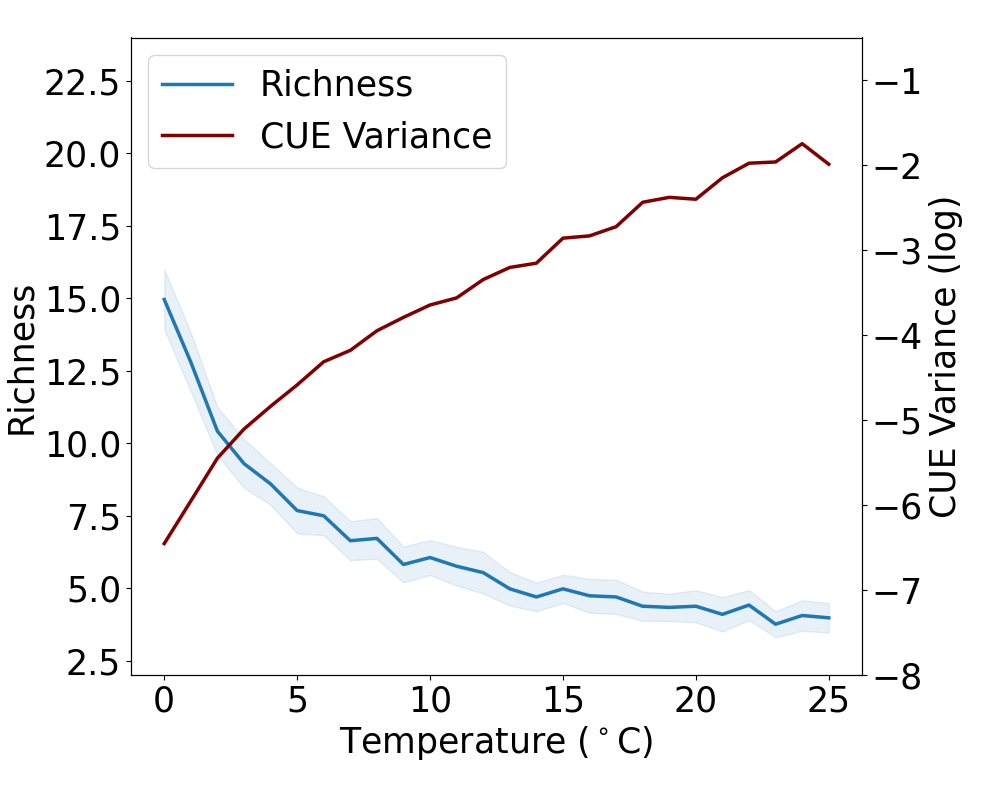 Richness
CUE Variance
22.5
20.0
17.5
15.0
12.5
10.0
7.5
5.0
2.5
Richness
−1
−2
−3
−4
−5
−6
−7
−8
CUE Variance (log)
0 5 10 15 20 25
Temperature (°C)